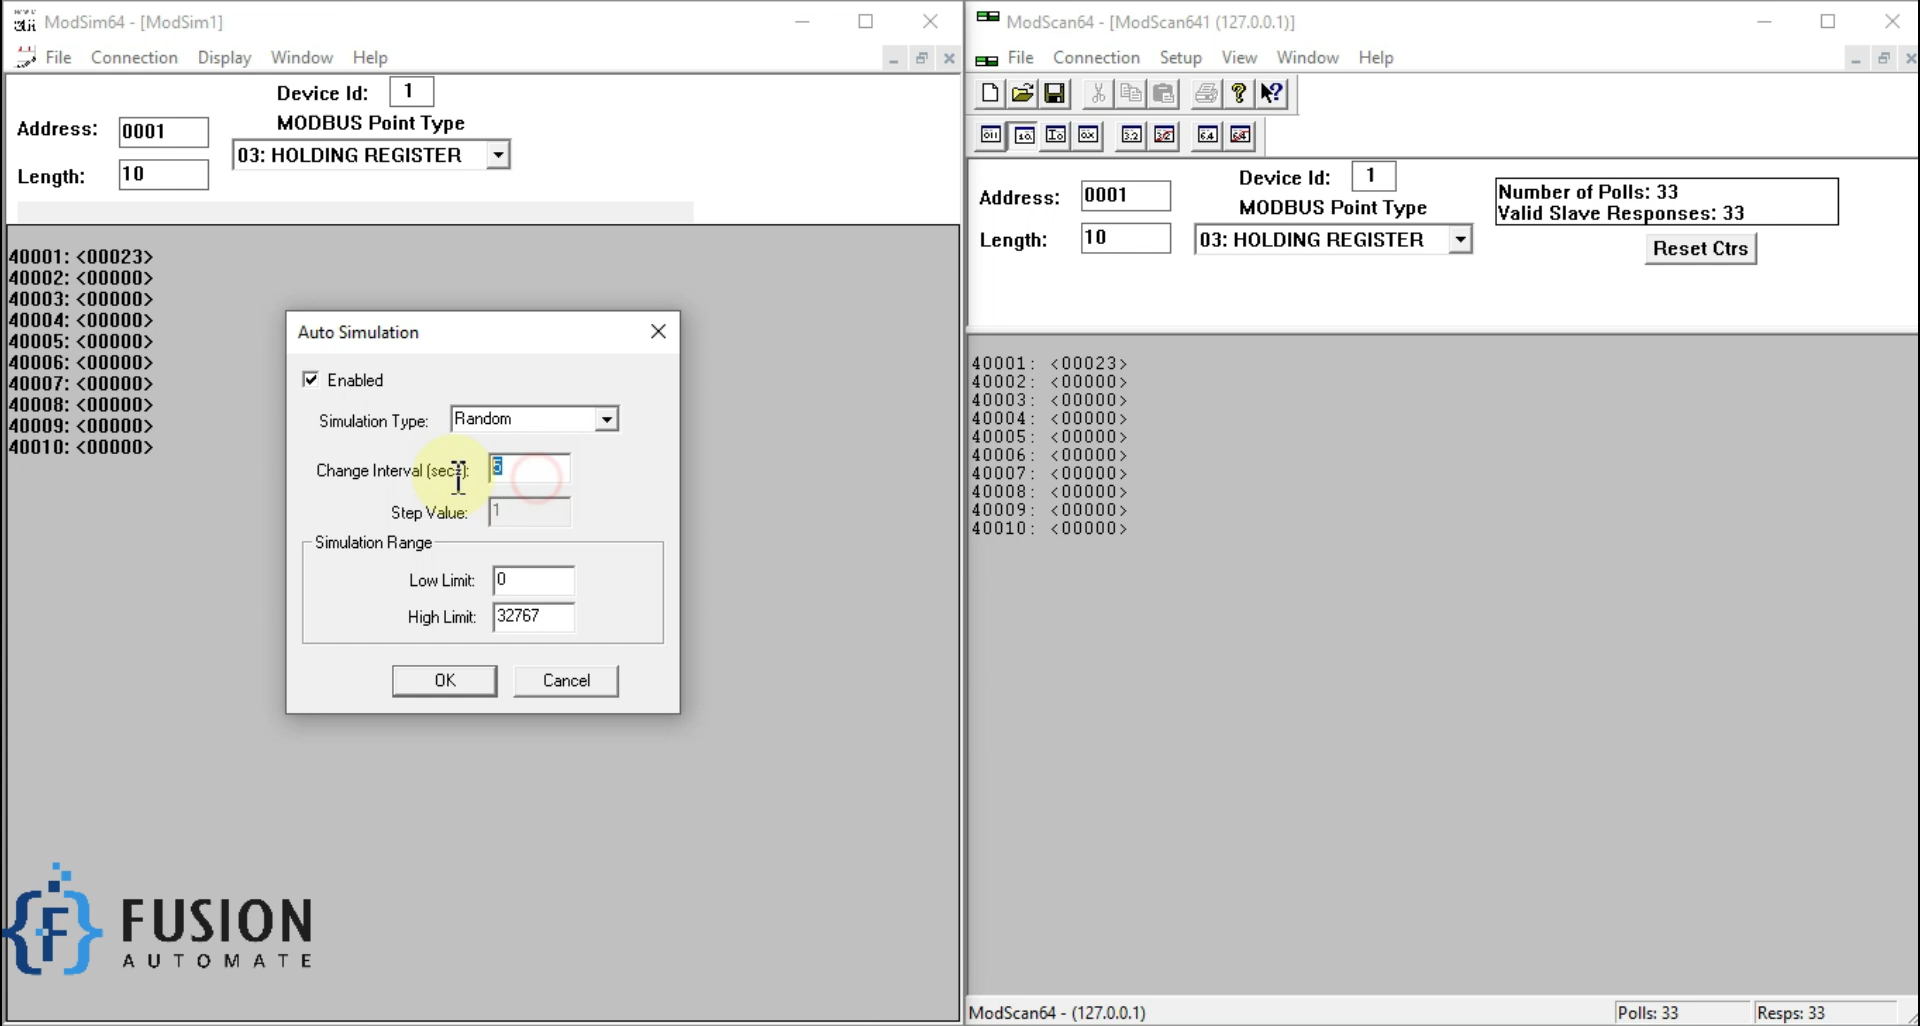 ModSim64 - [ModSim1]
File Connection Display Window Help
Device Id: 1
MODBUS Point Type
Address: 0001
03: HOLDING REGISTER
Length: 10
40001: <00023>
40002: <00000>
40003: <00000>
40004: <00000>
40005: <00000>
40006: <00000>
40007: <00000>
40008: <00000>
40009: <00000>
40010: <00000>
Auto Simulation
Enabled
Simulation Type: Random
Change Interval (secs): 5
Step Value: 1
Simulation Range
Low Limit: 0
High Limit: 32767
OK Cancel
FUSION
AUTOMATE
ModScan64 - [ModScan641 (127.0.0.1)]
File Connection Setup View Window Help
Device Id: 1
Address: 0001
MODBUS Point Type
Length: 10
03: HOLDING REGISTER
Number of Polls: 33
Valid Slave Responses: 33
Reset Ctrs
40001: <00023>
40002: <00000>
40003: <00000>
40004: <00000>
40005: <00000>
40006: <00000>
40007: <00000>
40008: <00000>
40009: <00000>
40010: <00000>
ModScan64 - (127.0.0.1)
Polls: 33
Resps: 33